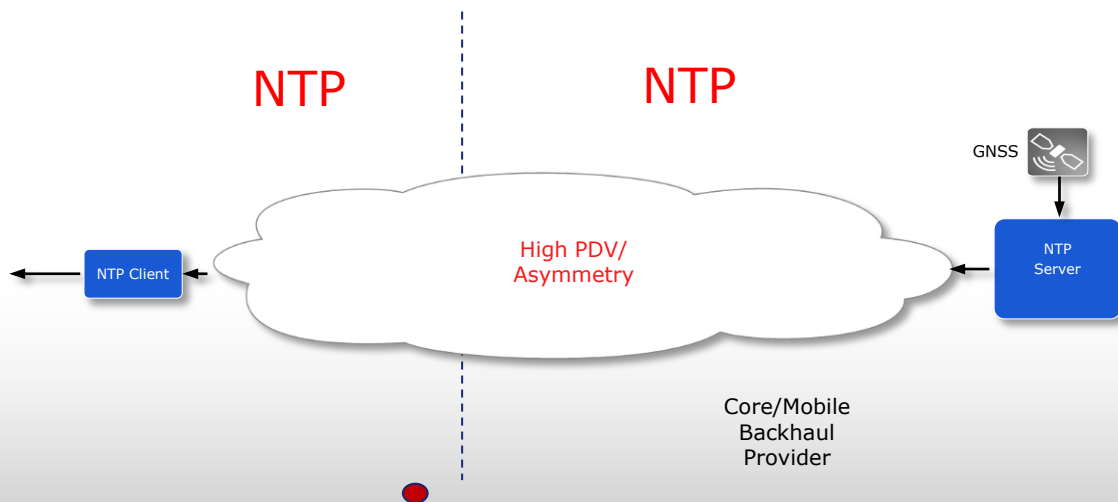 NTP
NTP
GNSS
NTP
Server
High PDV/
Asymmetry
NTP Client
Core/Mobile
Backhaul
Provider